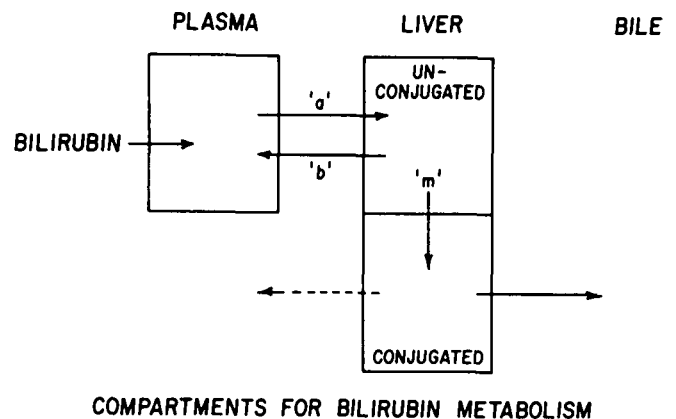 PLASMA
LIVER
BILE
UN-
CONJUGATED
'a'
BILIRUBIN
'b'
'm'
CONJUGATED
COMPARTMENTS FOR BILIRUBIN METABOLISM